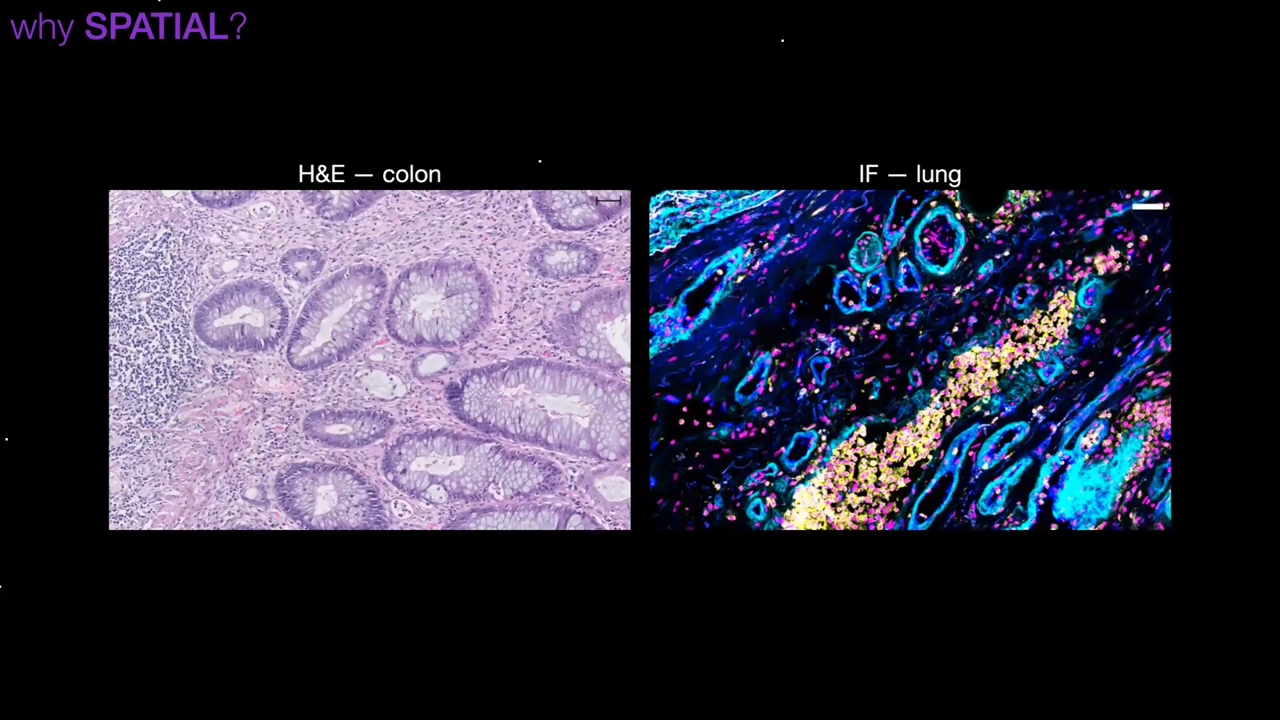 why SPATIAL?
H&E — colon
IF — lung